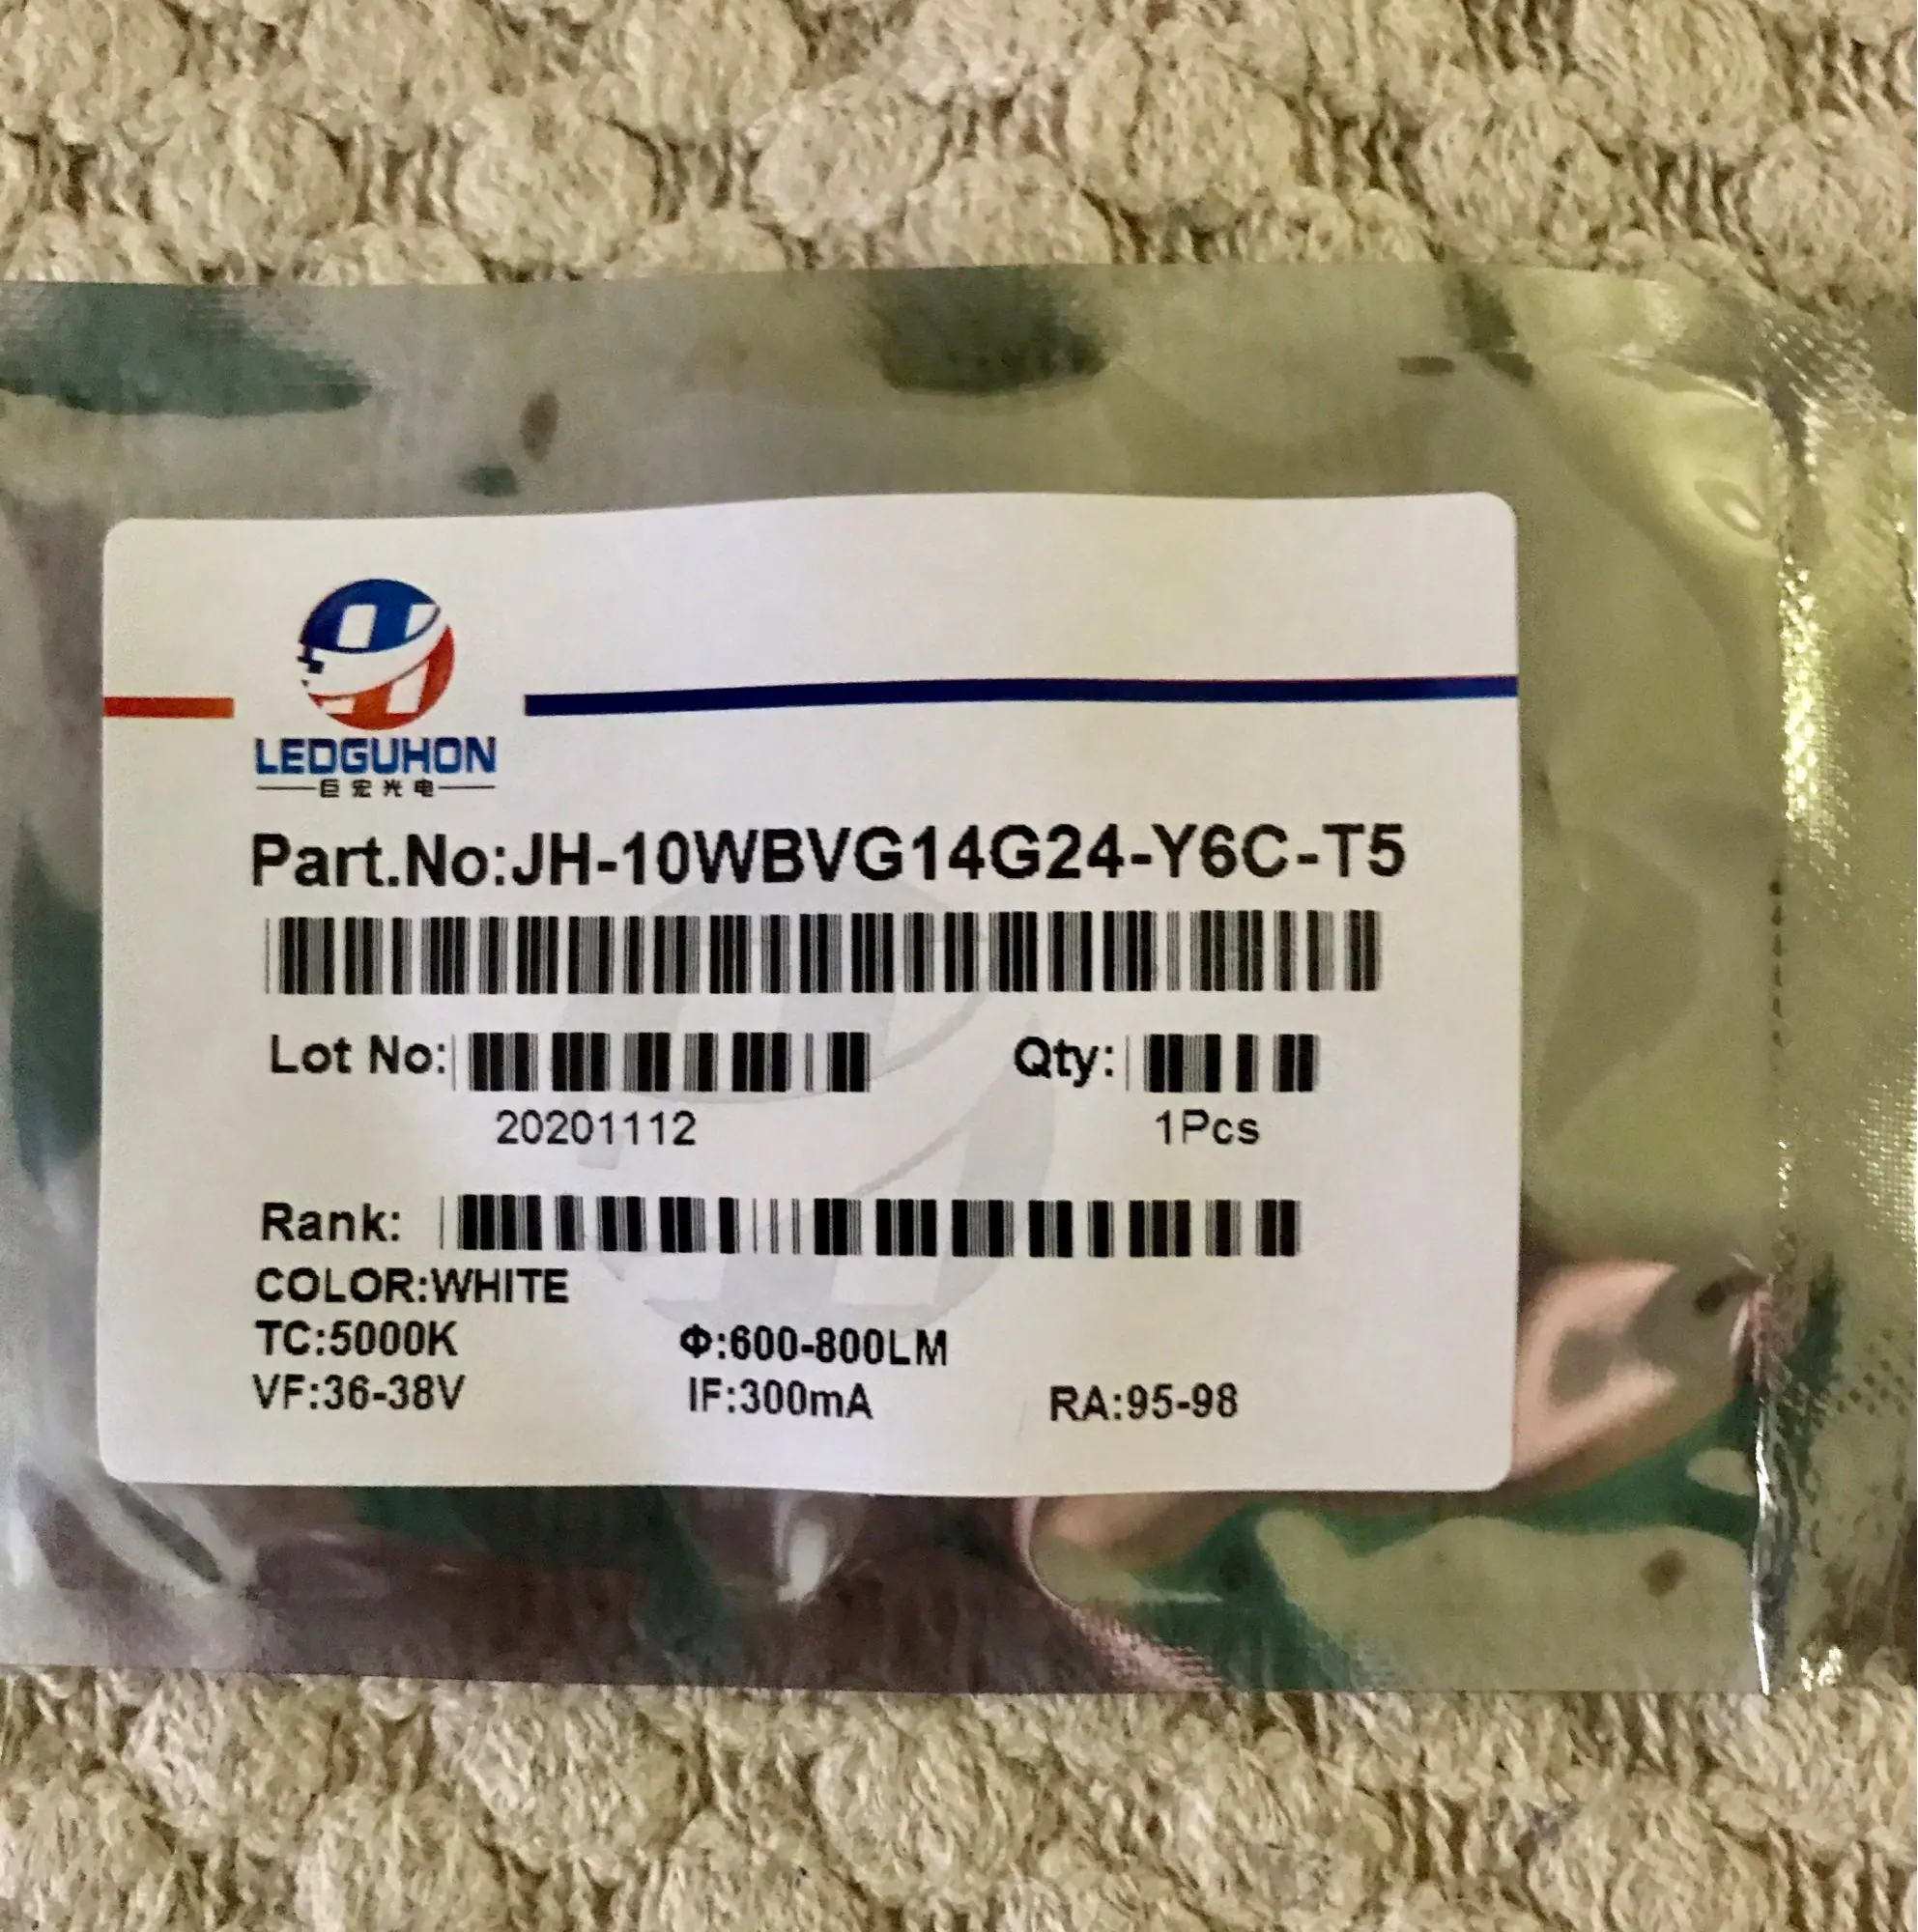 LEDGUHON
巨宏光电
Part.No:JH-10WBVG14G24-Y6C-T5
Lot No: Qty:
20201112 1Pcs
Rank:
COLOR:WHITE
TC:5000K Φ:600-800LM
VF:36-38V IF:300mA RA:95-98